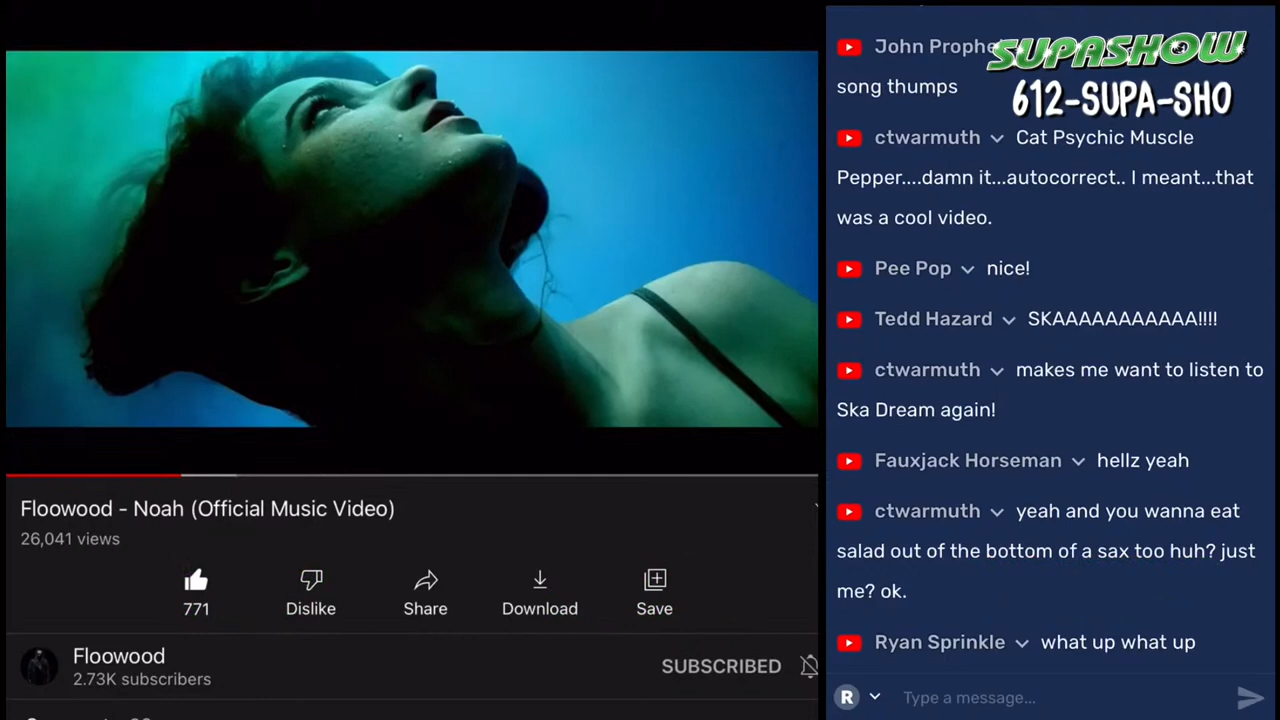 Floowood - Noah (Official Music Video)
26,041 views
771
Dislike
Share
Download
Save
Floowood
2.73K subscribers
SUBSCRIBED
SUPASHOW
612-SUPA-SHO
John Prophe
song thumps
ctwarmuth Cat Psychic Muscle
Pepper....damn it...autocorrect.. I meant...that
was a cool video.
Pee Pop nice!
Tedd Hazard SKAAAAAAAAAAA!!!!
ctwarmuth makes me want to listen to
Ska Dream again!
Fauxjack Horseman hellz yeah
ctwarmuth yeah and you wanna eat
salad out of the bottom of a sax too huh? just
me? ok.
Ryan Sprinkle what up what up
R Type a message...